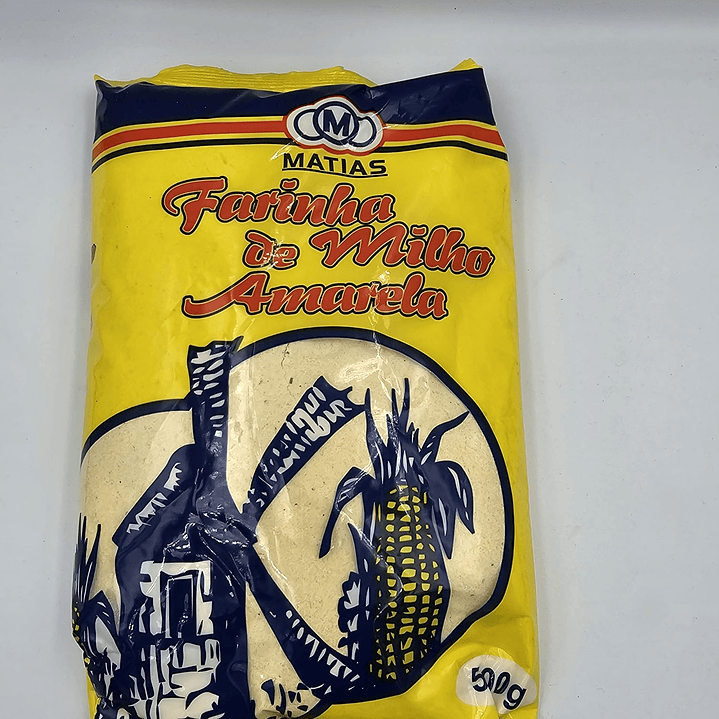 M
MATIAS
Farinha
de Milho
Amarela
500g